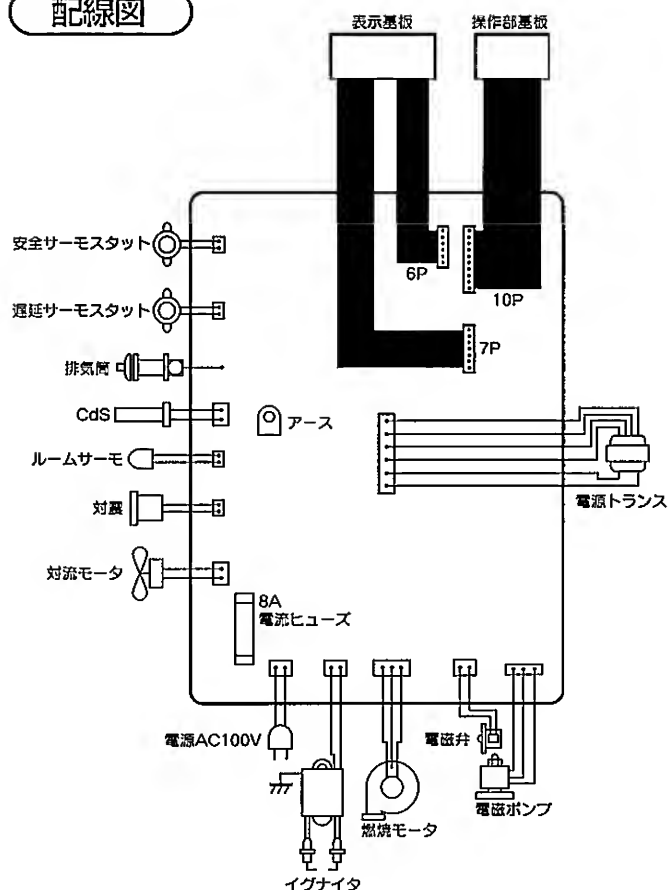 配線図
表示基板
操作部基板
安全サーモスタット
6P
10P
遅延サーモスタット
7P
排気筒
CdS
アース
ルームサーモ
対震
電源トランス
対流モータ
8A
電流ヒューズ
電源AC100V
電磁弁
電磁ポンプ
燃焼モータ
イグナイタ